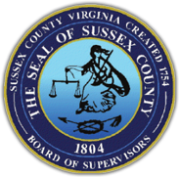 SUSSEX COUNTY VIRGINIA CREATED 1754
THE SEAL OF SUSSEX COUNTY
1804
BOARD OF SUPERVISORS